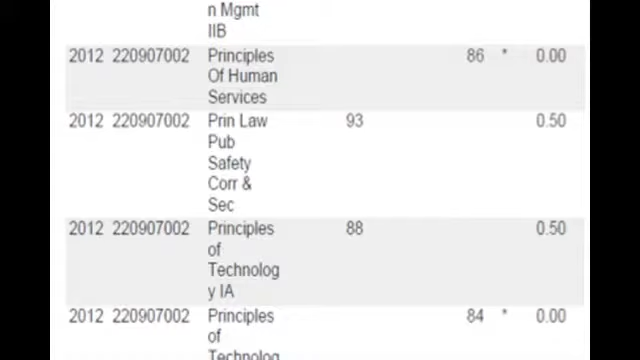 n Mgmt
IIB
2012 220907002 Principles 86 * 0.00
Of Human
Services
2012 220907002 Prin Law 93 0.50
Pub
Safety
Corr &
Sec
2012 220907002 Principles 88 0.50
of
Technolog
y IA
2012 220907002 Principles 84 * 0.00
of
Technolog